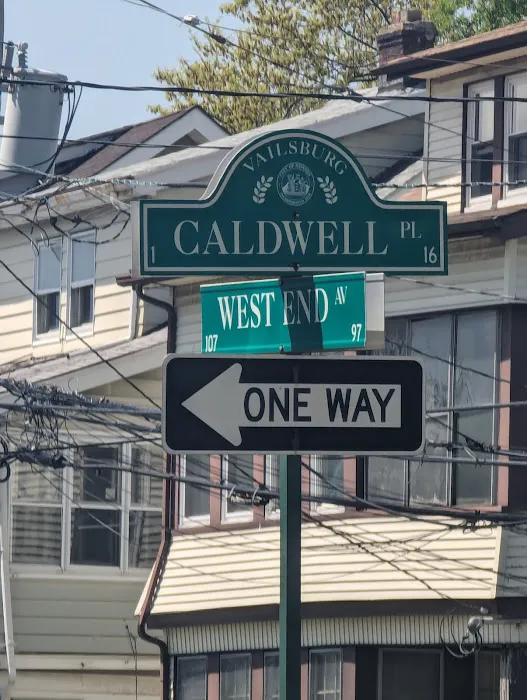 VAILSBURG
CALDWELL PL
1 16
WEST END AV
107 97
ONE WAY